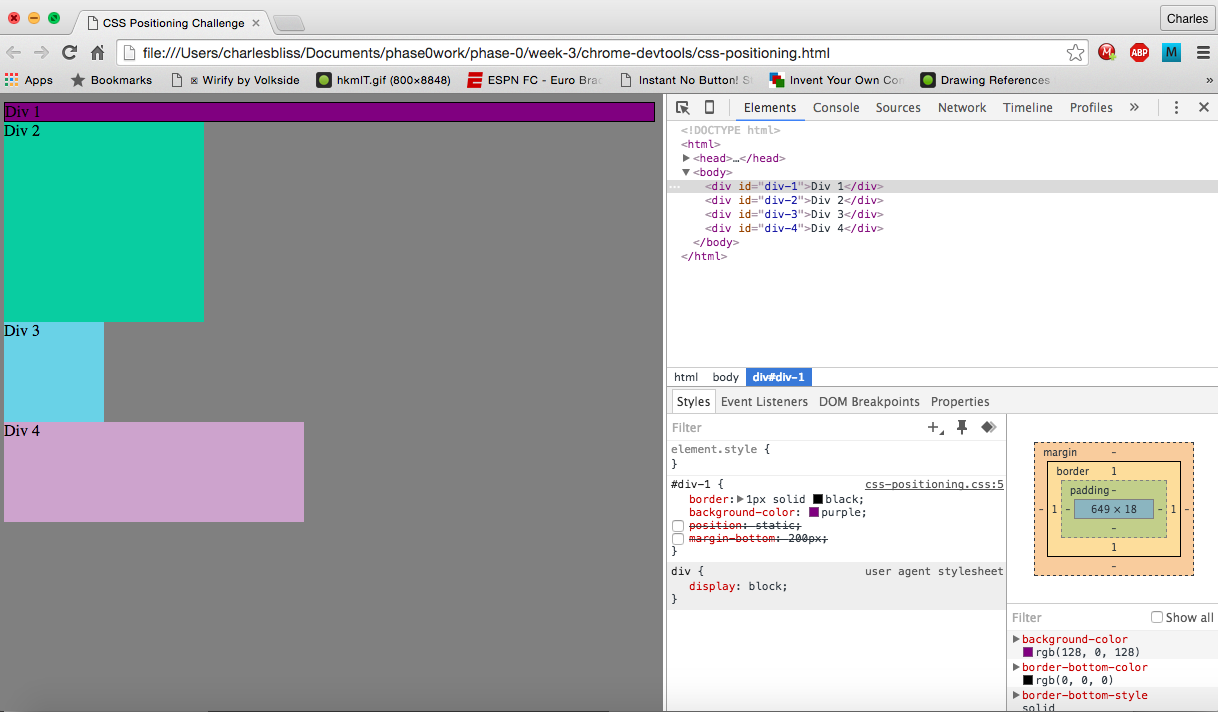 CSS Positioning Challenge
Charles
file:///Users/charlesbliss/Documents/phase0work/phase-0/week-3/chrome-devtools/css-positioning.html
ABP
M
Apps
Bookmarks
Wirify by Volkside
hkmIT.gif (800×8848)
ESPN FC - Euro
Instant No Button!
Invent Your Own
Drawing References
»
Div 1
Div 2
Div 3
Div 4
Elements Console Sources Network Timeline Profiles »
<!DOCTYPE html>
<html>
<head>…</head>
<body>
<div id="div-1">Div 1</div>
<div id="div-2">Div 2</div>
<div id="div-3">Div 3</div>
<div id="div-4">Div 4</div>
</body>
</html>
html body div#div-1
Styles Event Listeners DOM Breakpoints Properties
Filter
element.style {
}
#div-1 { css-positioning.css:5
border: 1px solid black;
background-color: purple;
position: static;
margin-bottom: 200px;
}
div { user agent stylesheet
display: block;
}
margin -
border 1
padding -
- 1 - 649 × 18 - 1 -
-
1
-
Filter Show all
background-color
rgb(128, 0, 128)
border-bottom-color
rgb(0, 0, 0)
border-bottom-style
solid